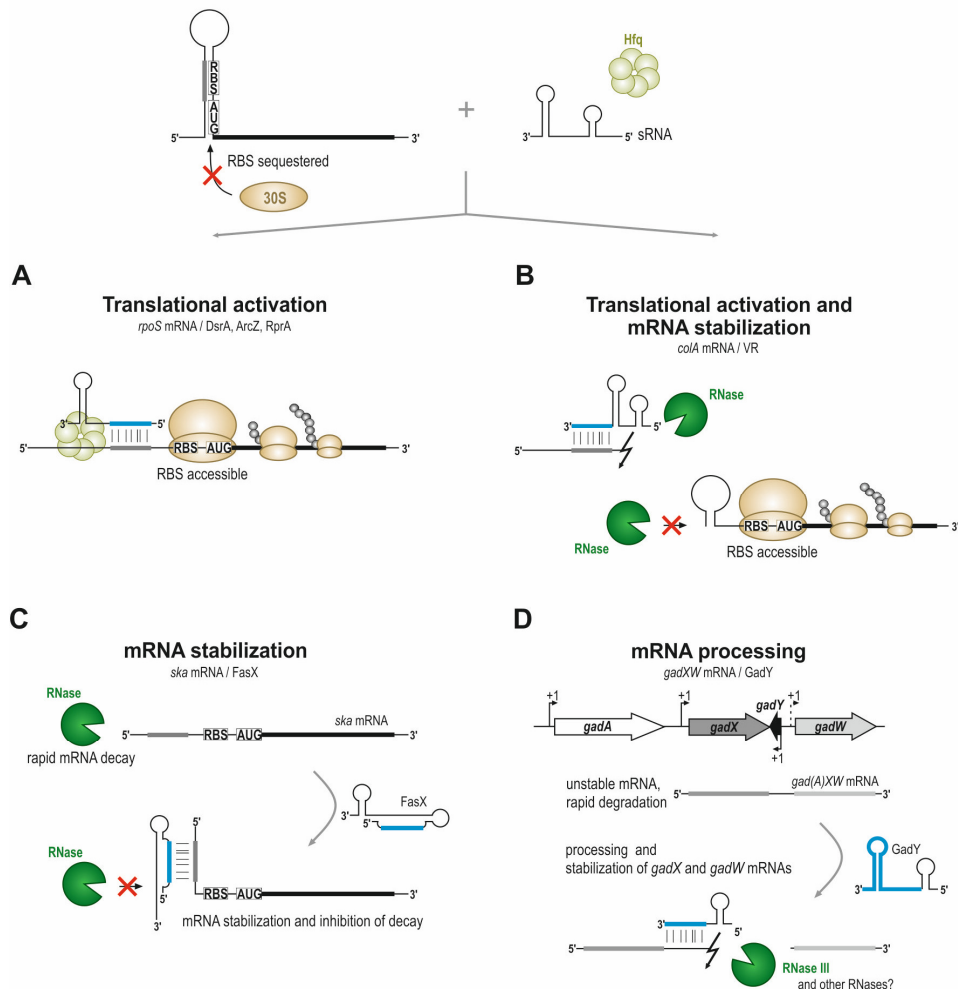 Hfq
RBS
AUG
5'
3'
+
3'
5'
sRNA
RBS sequestered
30S
A
Translational activation
rpoS mRNA / DsrA, ArcZ, RprA
3'
5'
5'
RBS AUG
3'
RBS accessible
B
Translational activation and
mRNA stabilization
colA mRNA / VR
RNase
3'
5'
5'
RNase
RBS AUG
3'
RBS accessible
C
mRNA stabilization
ska mRNA / FasX
RNase
rapid mRNA decay
5'
RBS AUG
ska mRNA
3'
FasX
3'
5'
RNase
5'
5'
3'
RBS AUG
3'
mRNA stabilization and inhibition of decay
D
mRNA processing
gadXW mRNA / GadY
+1
+1
gadY
+1
gadA
gadX
gadW
+1
unstable mRNA,
rapid degradation
gad(A)XW mRNA
5'
3'
processing and
stabilization of gadX and gadW mRNAs
GadY
3'
5'
3'
5'
5'
3'
RNase III
and other RNases?